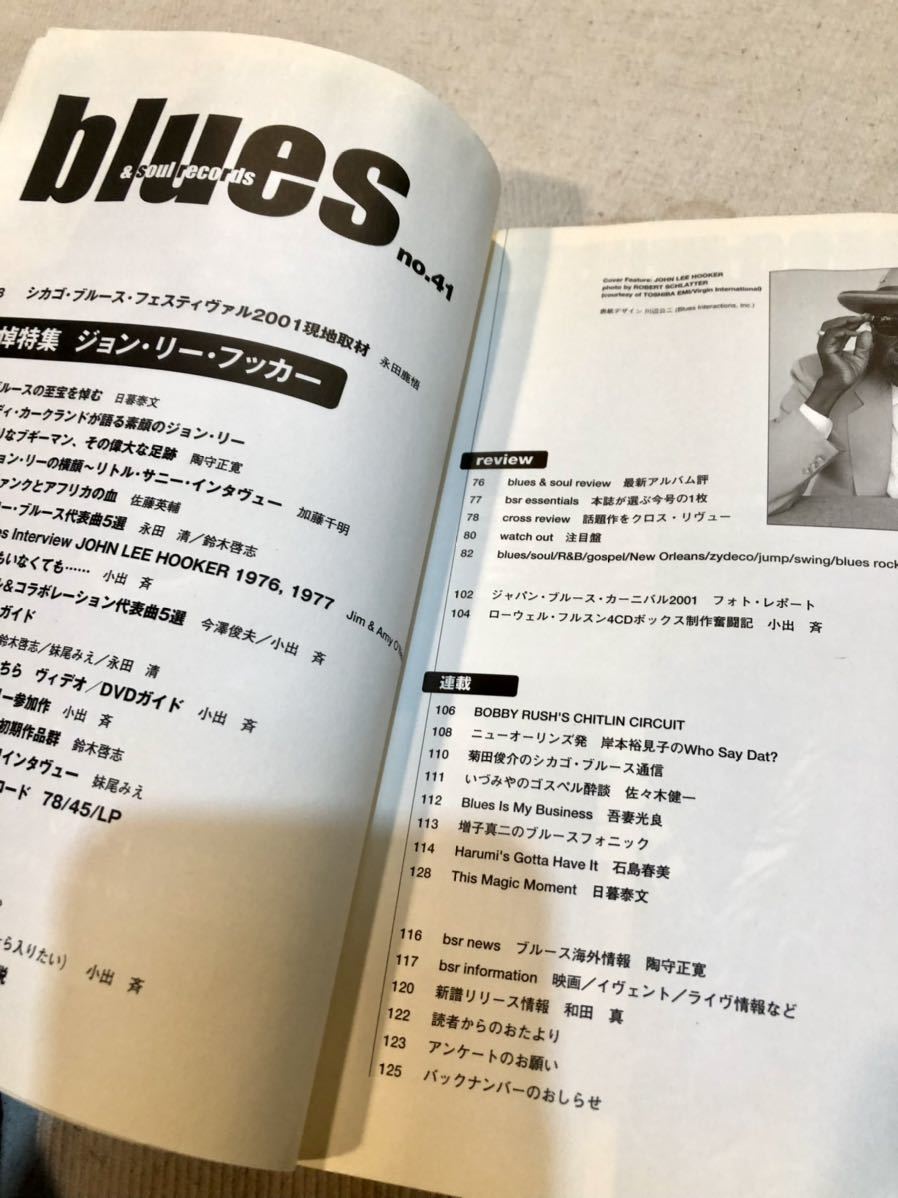 blues
& soul records
no.41
シカゴ・ブルース・フェスティヴァル2001現地取材 永田鹿悟
悼特集 ジョン・リー・フッカー
ブルースの至宝を悼む 日暮泰文
ディ・カークランドが語る素顔のジョン・リー
なブギーマン、その偉大な足跡 陶守正寛
ョン・リーの横顔～リトル・サニー・インタヴュー 加藤千明
ァンクとアフリカの血 佐藤英輔
ー・ブルース代表曲5選 永田 清／鈴木啓志
es Interview JOHN LEE HOOKER 1976, 1977 Jim & Amy
もいなくても…… 小出 斉
ル&コラボレーション代表曲5選 今澤俊夫／小出 斉
ガイド
鈴木啓志／妹尾みえ／永田 清
ちら ヴィデオ／DVDガイド 小出 斉
ー参加作 小出 斉
初期作品群 鈴木啓志
インタヴュー 妹尾みえ
コード 78/45/LP
ら入りたい） 小出 斉
説
Cover Feature: JOHN LEE HOOKER
photo by ROBERT SCHLATTER
(courtesy of TOSHIBA EMI/Virgin International)
表紙デザイン 川辺公二 (Blues Interactions, Inc.)
review
76 blues & soul review 最新アルバム評
77 bsr essentials 本誌が選ぶ今号の1枚
78 cross review 話題作をクロス・リヴュー
80 watch out 注目盤
82 blues/soul/R&B/gospel/New Orleans/zydeco/jump/swing/blues rock
102 ジャパン・ブルース・カーニバル2001 フォト・レポート
104 ローウェル・フルスン4CDボックス制作奮闘記 小出 斉
連載
106 BOBBY RUSH'S CHITLIN CIRCUIT
108 ニューオーリンズ発 岸本裕見子のWho Say Dat?
110 菊田俊介のシカゴ・ブルース通信
111 いづみやのゴスペル酔談 佐々木健一
112 Blues Is My Business 吾妻光良
113 増子真二のブルースフォニック
114 Harumi's Gotta Have It 石島春美
128 This Magic Moment 日暮泰文
116 bsr news ブルース海外情報 陶守正寛
117 bsr information 映画／イヴェント／ライヴ情報など
120 新譜リリース情報 和田 真
122 読者からのおたより
123 アンケートのお願い
125 バックナンバーのおしらせ